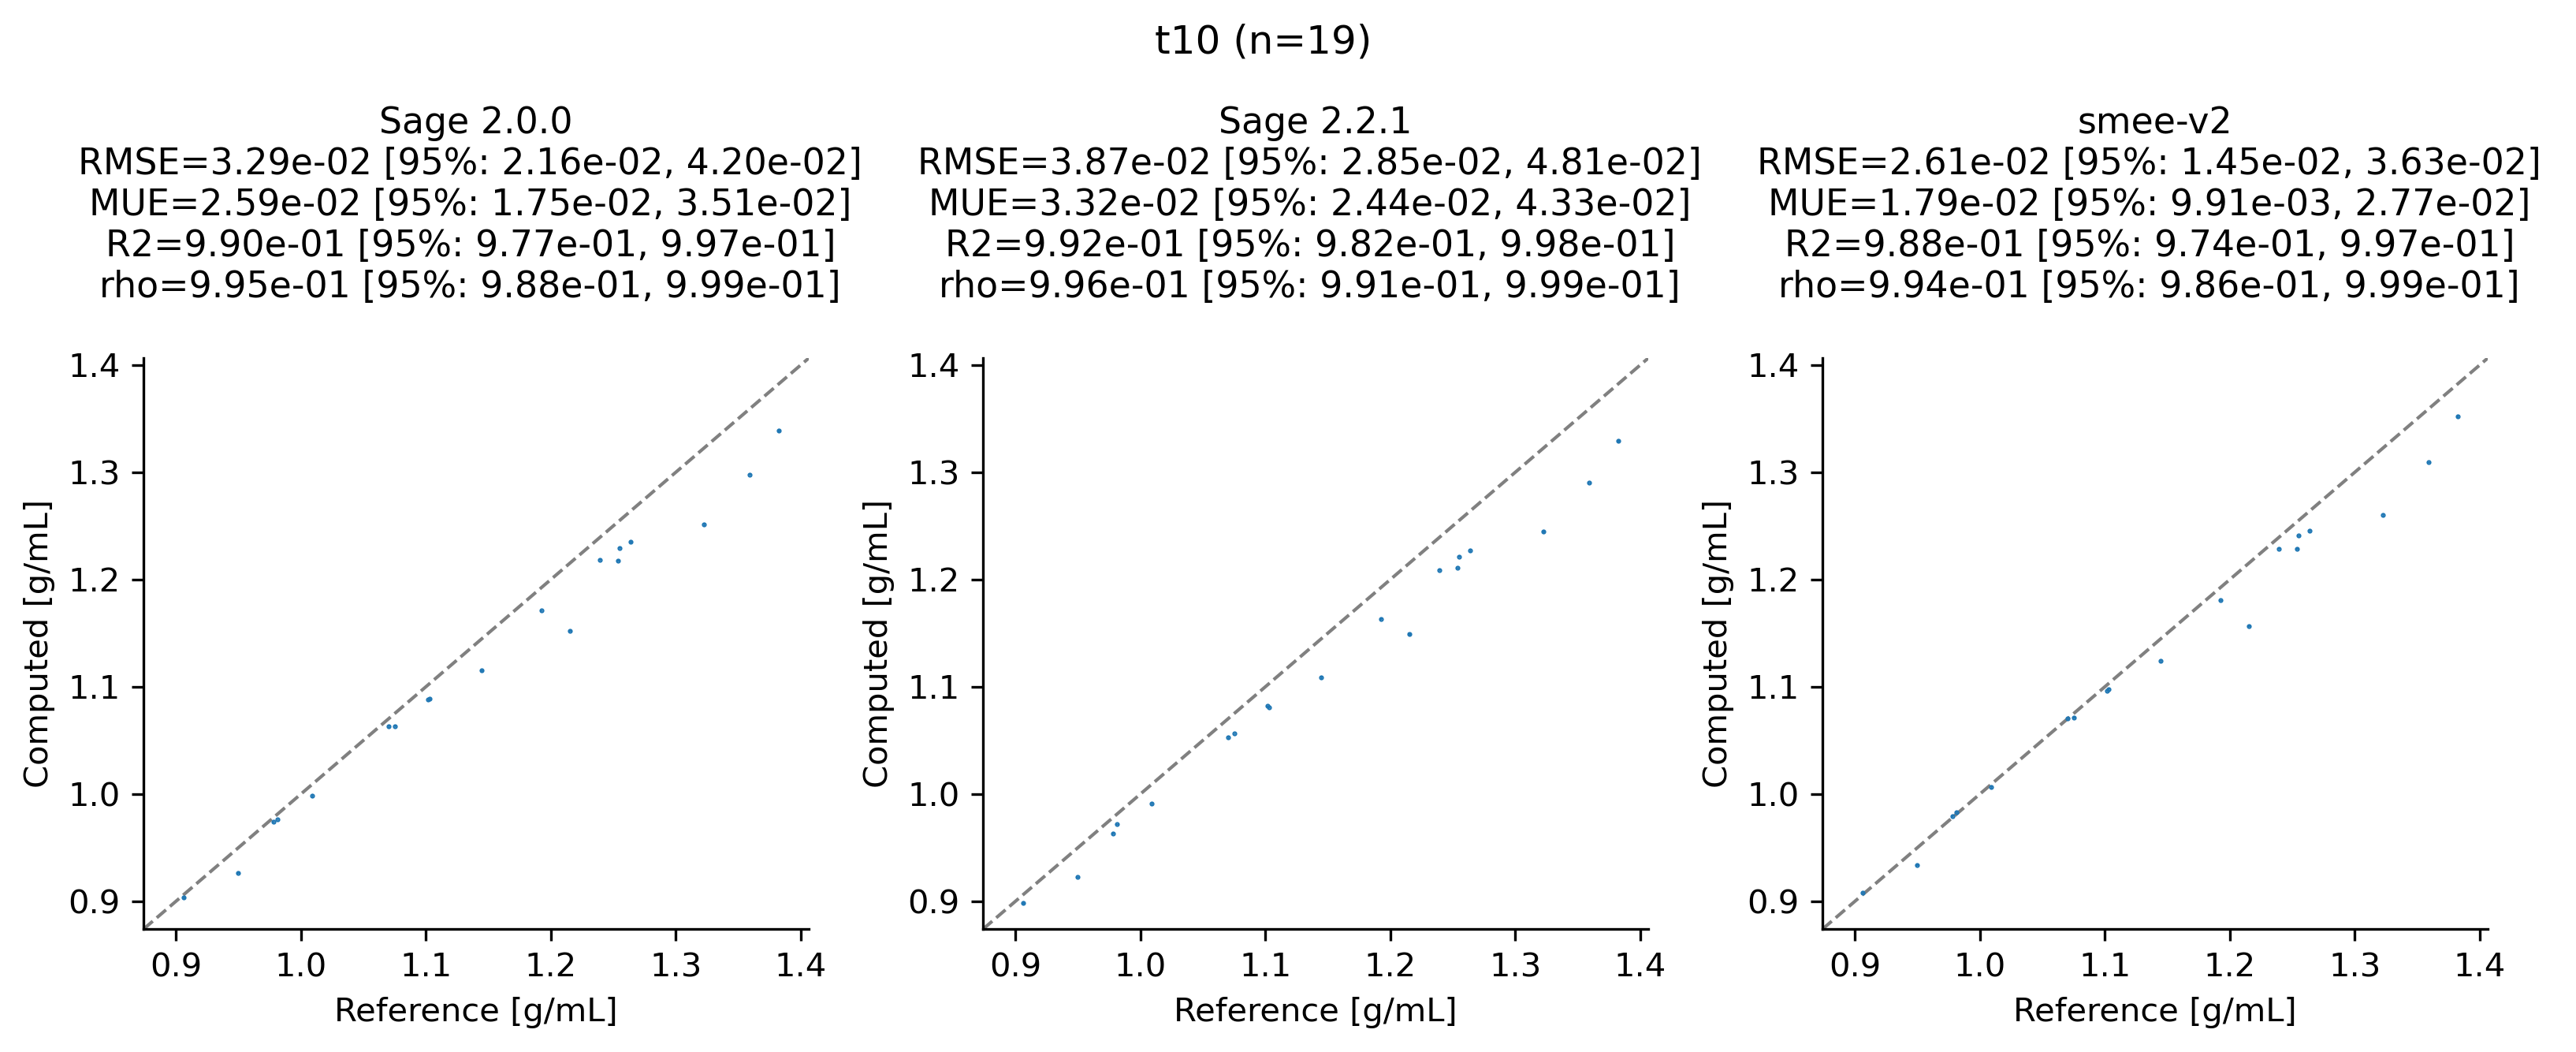 t10 (n=19)
Sage 2.0.0
RMSE=3.29e-02 [95%: 2.16e-02, 4.20e-02]
MUE=2.59e-02 [95%: 1.75e-02, 3.51e-02]
R2=9.90e-01 [95%: 9.77e-01, 9.97e-01]
rho=9.95e-01 [95%: 9.88e-01, 9.99e-01]
1.4
1.3
1.2
1.1
1.0
0.9
Computed [g/mL]
0.9 1.0 1.1 1.2 1.3 1.4
Reference [g/mL]
Sage 2.2.1
RMSE=3.87e-02 [95%: 2.85e-02, 4.81e-02]
MUE=3.32e-02 [95%: 2.44e-02, 4.33e-02]
R2=9.92e-01 [95%: 9.82e-01, 9.98e-01]
rho=9.96e-01 [95%: 9.91e-01, 9.99e-01]
1.4
1.3
1.2
1.1
1.0
0.9
Computed [g/mL]
0.9 1.0 1.1 1.2 1.3 1.4
Reference [g/mL]
smee-v2
RMSE=2.61e-02 [95%: 1.45e-02, 3.63e-02]
MUE=1.79e-02 [95%: 9.91e-03, 2.77e-02]
R2=9.88e-01 [95%: 9.74e-01, 9.97e-01]
rho=9.94e-01 [95%: 9.86e-01, 9.99e-01]
1.4
1.3
1.2
1.1
1.0
0.9
Computed [g/mL]
0.9 1.0 1.1 1.2 1.3 1.4
Reference [g/mL]